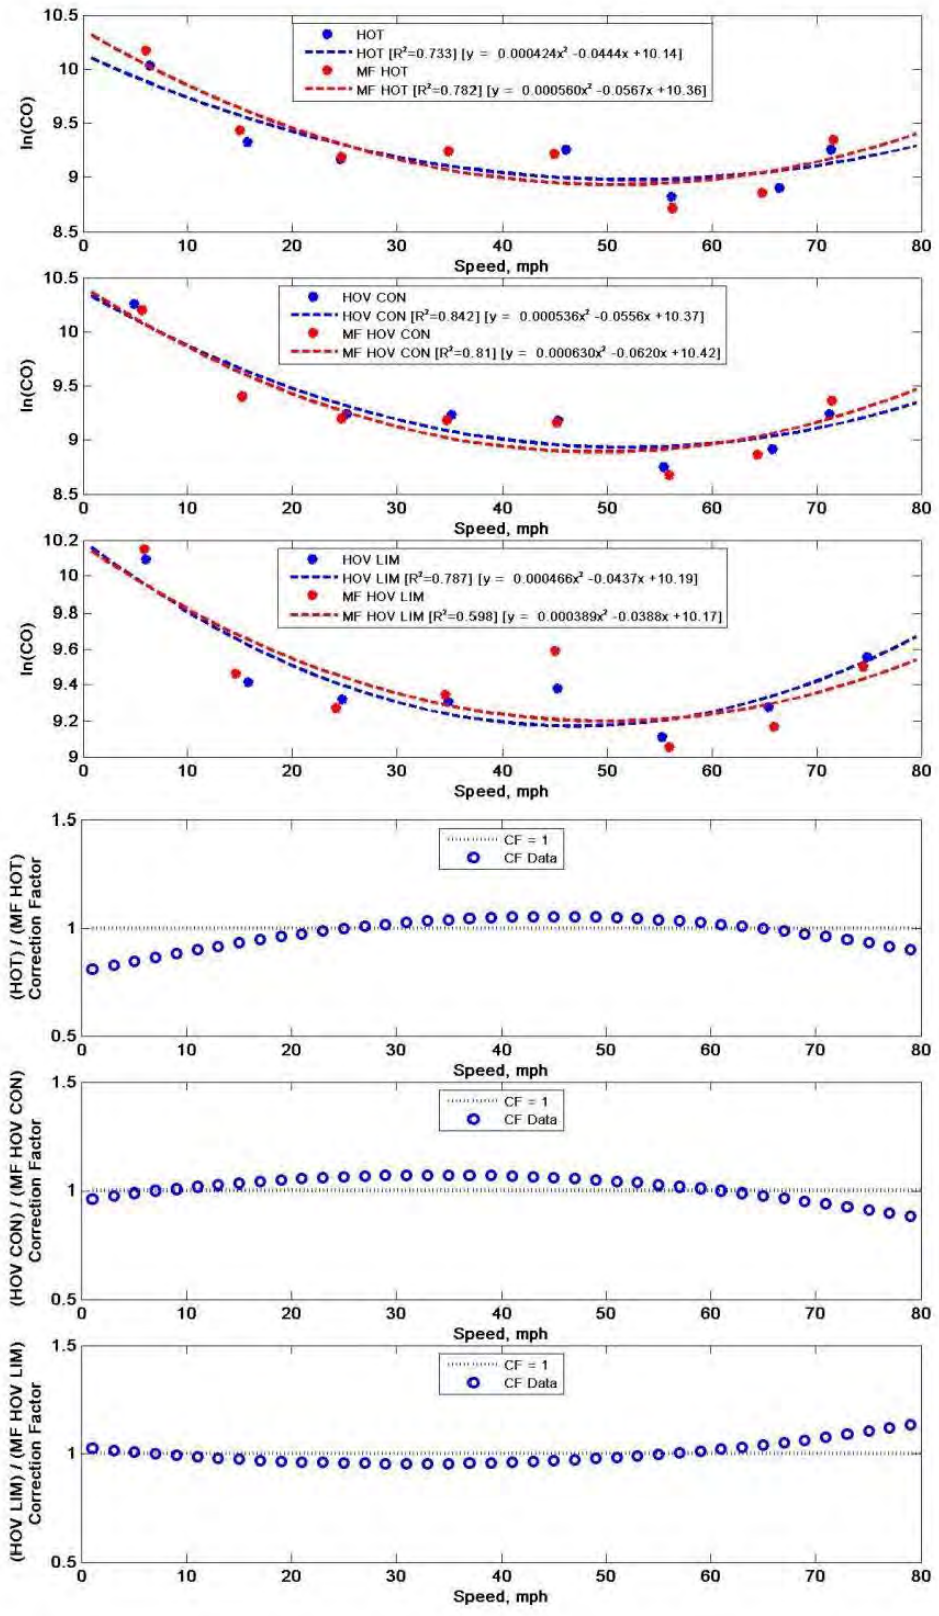 10.5
10
9.5
9
8.5
ln(CO)
HOT
HOT [R²=0.733] [y = 0.000424x² -0.0444x +10.14]
MF HOT
MF HOT [R²=0.782] [y = 0.000560x² -0.0567x +10.36]
0 10 20 30 40 50 60 70 80
Speed, mph
10.5
10
9.5
9
8.5
ln(CO)
HOV CON
HOV CON [R²=0.842] [y = 0.000536x² -0.0556x +10.37]
MF HOV CON
MF HOV CON [R²=0.81] [y = 0.000630x² -0.0620x +10.42]
0 10 20 30 40 50 60 70 80
Speed, mph
10.2
10
9.8
9.6
9.4
9.2
9
ln(CO)
HOV LIM
HOV LIM [R²=0.787] [y = 0.000466x² -0.0437x +10.19]
MF HOV LIM
MF HOV LIM [R²=0.598] [y = 0.000389x² -0.0388x +10.17]
0 10 20 30 40 50 60 70 80
Speed, mph
1.5
1
0.5
(HOT) / (MF HOT)
Correction Factor
CF = 1
CF Data
0 10 20 30 40 50 60 70 80
Speed, mph
1.5
1
0.5
(HOV CON) / (MF HOV CON)
Correction Factor
CF = 1
CF Data
0 10 20 30 40 50 60 70 80
Speed, mph
1.5
1
0.5
(HOV LIM) / (MF HOV LIM)
Correction Factor
CF = 1
CF Data
0 10 20 30 40 50 60 70 80
Speed, mph